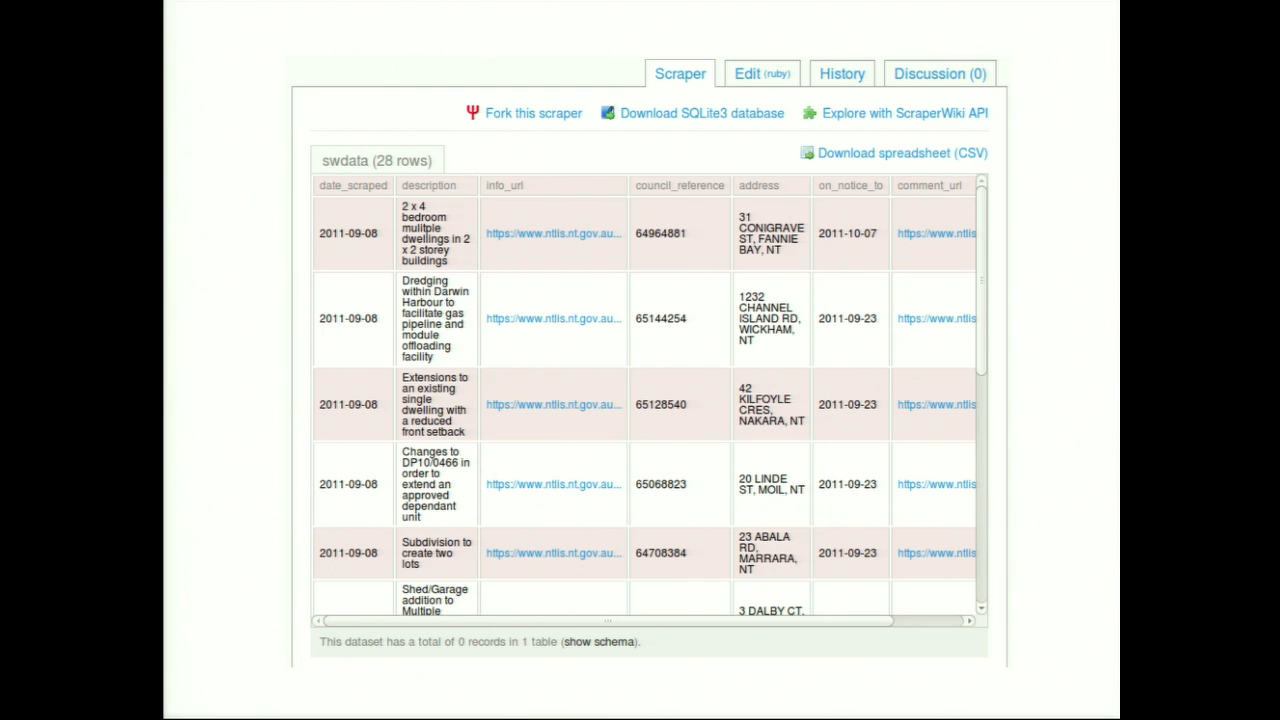 Scraper Edit (ruby) History Discussion (0)
Fork this scraper Download SQLite3 database Explore with ScraperWiki API
swdata (28 rows) Download spreadsheet (CSV)
date_scraped description info_url council_reference address on_notice_to comment_url
2011-09-08
2 x 4
bedroom
mulitple
dwellings in 2
x 2 storey
buildings
https://www.ntlis.nt.gov.au...
64964881
31
CONIGRAVE
ST, FANNIE
BAY, NT
2011-10-07
https://www.ntlis
2011-09-08
Dredging
within Darwin
Harbour to
facilitate gas
pipeline and
module
offloading
facility
https://www.ntlis.nt.gov.au...
65144254
1232
CHANNEL
ISLAND RD,
WICKHAM,
NT
2011-09-23
https://www.ntlis
2011-09-08
Extensions to
an existing
single
dwelling with
a reduced
front setback
https://www.ntlis.nt.gov.au...
65128540
42
KILFOYLE
CRES,
NAKARA, NT
2011-09-23
https://www.ntlis
2011-09-08
Changes to
DP10/0466 in
order to
extend an
approved
dependant
unit
https://www.ntlis.nt.gov.au...
65068823
20 LINDE
ST, MOIL, NT
2011-09-23
https://www.ntlis
2011-09-08
Subdivision to
create two
lots
https://www.ntlis.nt.gov.au...
64708384
23 ABALA
RD,
MARRARA,
NT
2011-09-23
https://www.ntlis
Shed/Garage
addition to
Multiple
3 DALBY CT,
This dataset has a total of 0 records in 1 table (show schema).